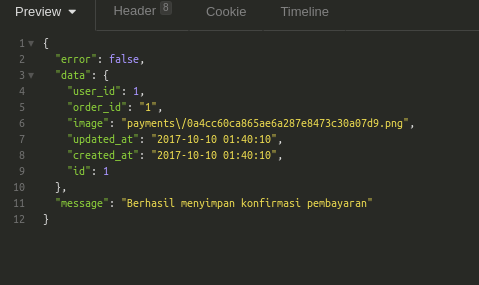 Preview Header 8 Cookie Timeline
1 {
2 "error": false,
3 "data": {
4 "user_id": 1,
5 "order_id": "1",
6 "image": "payments\/0a4cc60ca865ae6a287e8473c30a07d9.png",
7 "updated_at": "2017-10-10 01:40:10",
8 "created_at": "2017-10-10 01:40:10",
9 "id": 1
10 },
11 "message": "Berhasil menyimpan konfirmasi pembayaran"
12 }